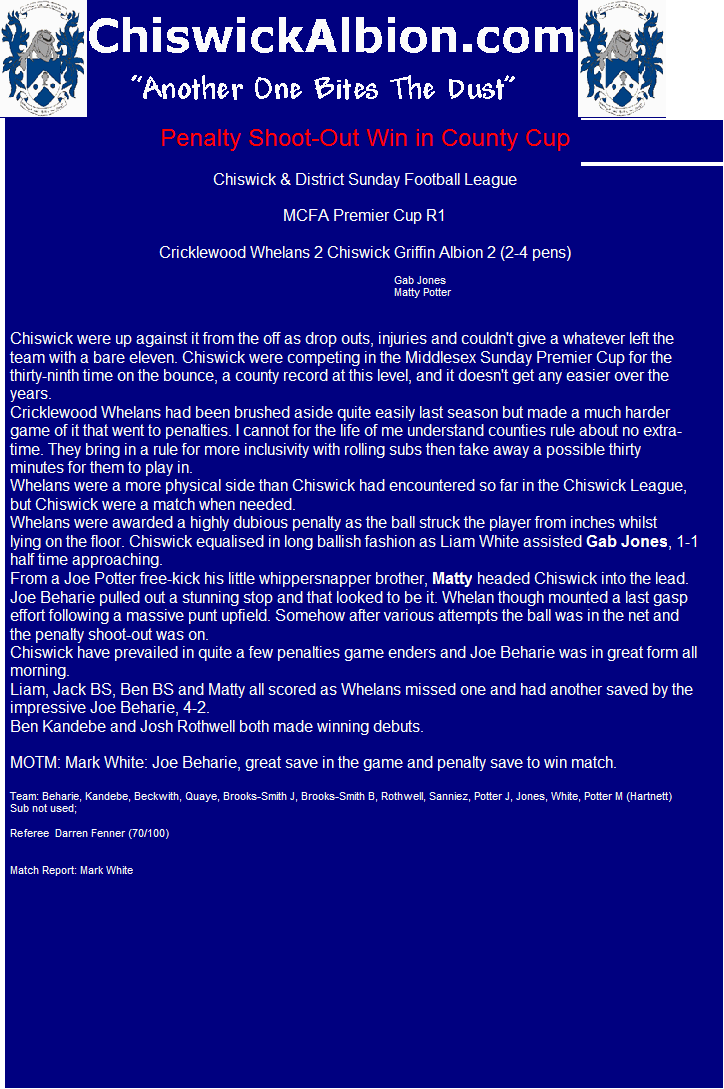 ChiswickAlbion.com
"Another One Bites The Dust"
Penalty Shoot-Out Win in County Cup
Chiswick & District Sunday Football League
MCFA Premier Cup R1
Cricklewood Whelans 2 Chiswick Griffin Albion 2 (2-4 pens)
Gab Jones
Matty Potter
Chiswick were up against it from the off as drop outs, injuries and couldn't give a whatever left the
team with a bare eleven. Chiswick were competing in the Middlesex Sunday Premier Cup for the
thirty-ninth time on the bounce, a county record at this level, and it doesn't get any easier over the
years.
Cricklewood Whelans had been brushed aside quite easily last season but made a much harder
game of it that went to penalties. I cannot for the life of me understand counties rule about no extra-
time. They bring in a rule for more inclusivity with rolling subs then take away a possible thirty
minutes for them to play in.
Whelans were a more physical side than Chiswick had encountered so far in the Chiswick League,
but Chiswick were a match when needed.
Whelans were awarded a highly dubious penalty as the ball struck the player from inches whilst
lying on the floor. Chiswick equalised in long ballish fashion as Liam White assisted Gab Jones, 1-1
half time approaching.
From a Joe Potter free-kick his little whippersnapper brother, Matty headed Chiswick into the lead.
Joe Beharie pulled out a stunning stop and that looked to be it. Whelan though mounted a last gasp
effort following a massive punt upfield. Somehow after various attempts the ball was in the net and
the penalty shoot-out was on.
Chiswick have prevailed in quite a few penalties game enders and Joe Beharie was in great form all
morning.
Liam, Jack BS, Ben BS and Matty all scored as Whelans missed one and had another saved by the
impressive Joe Beharie, 4-2.
Ben Kandebe and Josh Rothwell both made winning debuts.
MOTM: Mark White: Joe Beharie, great save in the game and penalty save to win match.
Team: Beharie, Kandebe, Beckwith, Quaye, Brooks-Smith J, Brooks-Smith B, Rothwell, Sanniez, Potter J, Jones, White, Potter M (Hartnett)
Sub not used;
Referee Darren Fenner (70/100)
Match Report: Mark White